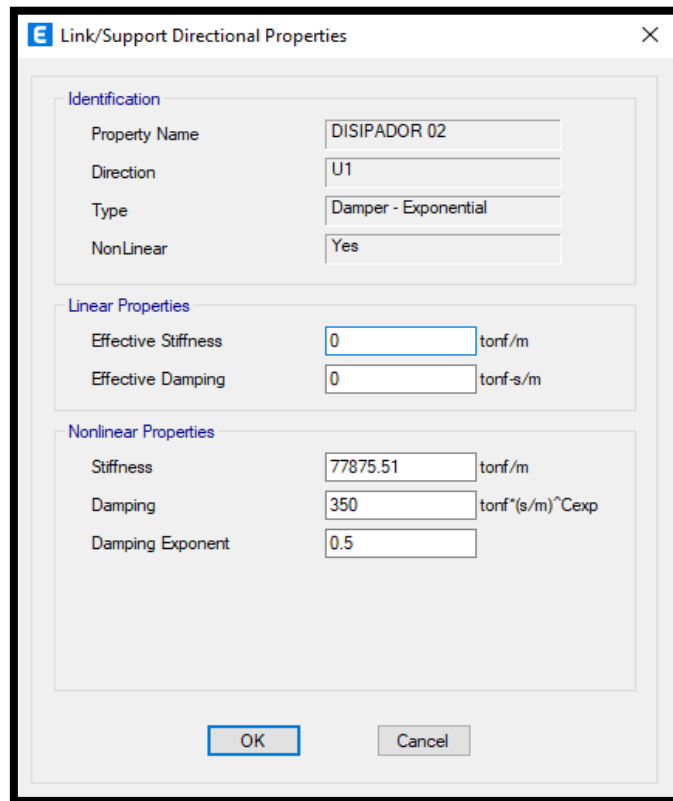 E Link/Support Directional Properties
Identification
Property Name DISIPADOR 02
Direction U1
Type Damper - Exponential
NonLinear Yes
Linear Properties
Effective Stiffness 0 tonf/m
Effective Damping 0 tonf-s/m
Nonlinear Properties
Stiffness 77875.51 tonf/m
Damping 350 tonf*(s/m)^Cexp
Damping Exponent 0.5
OK Cancel